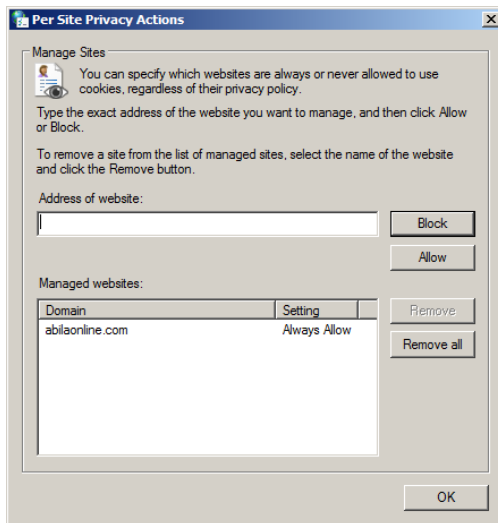 Per Site Privacy Actions
Manage Sites
You can specify which websites are always or never allowed to use
cookies, regardless of their privacy policy.
Type the exact address of the website you want to manage, and then click Allow
or Block.
To remove a site from the list of managed sites, select the name of the website
and click the Remove button.
Address of website:
Block
Allow
Managed websites:
Domain Setting
Remove
abilaonline.com Always Allow
Remove all
OK